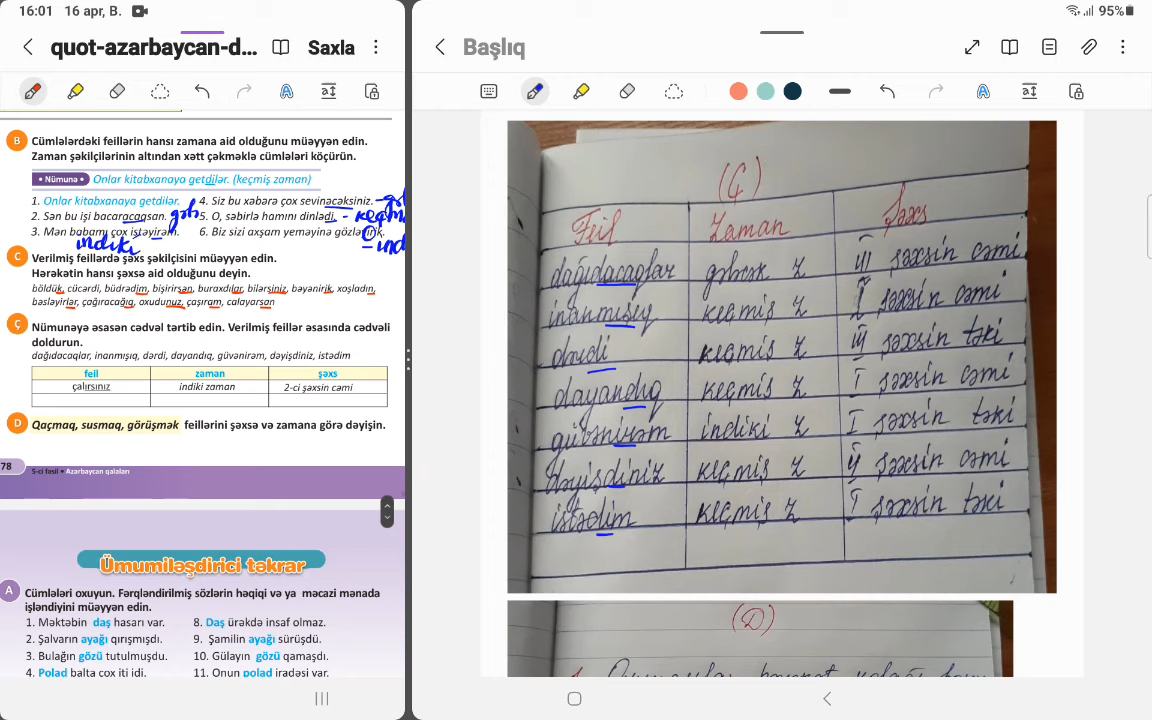 16:01 16 apr, B.
95%
quot-azarbaycan-d... Saxla
Başlıq
B Cümlələrdəki feillərin hansı zamana aid olduğunu müəyyən edin.
Zaman şəkilçilərinin altından xətt çəkməklə cümlələri köçürün.
• Nümunə • Onlar kitabxanaya getdilər. (keçmiş zaman)
1. Onlar kitabxanaya getdilər.
2. Sən bu işi bacaracaqsan. gələ
3. Mən babamı çox istəyirəm.
indiki
4. Siz bu xəbərə çox sevinəcəksiniz.
5. O, səbirlə hamını dinlədi. - keçm
6. Biz sizi axşam yeməyinə gözləyirik.
- ind
C Verilmiş feillərdə şəxs şəkilçisini müəyyən edin.
Hərəkətin hansı şəxsə aid olduğunu deyin.
böldük, cücərdi, büdrədim, bişirirsən, buraxdılar, bilərsiniz, bəyənirik, xoşladın,
bəsləyirlər, çağıracağıq, oxudunuz, çaşıram, calayarsan
Ç Nümunəyə əsasən cədvəl tərtib edin. Verilmiş feillər əsasında cədvəli
doldurun.
dağıdacaqlar, inanmışıq, dərdi, dayandıq, güvənirəm, dəyişdiniz, istədim
feil zaman şəxs
çalırsınız indiki zaman 2-ci şəxsin cəmi
D Qaçmaq, susmaq, görüşmək feillərini şəxsə və zamana görə dəyişin.
78 5-ci fəsil • Azərbaycan qalaları
Ümumiləşdirici təkrar
A Cümlələri oxuyun. Fərqləndirilmiş sözlərin həqiqi və ya məcazi mənada
işləndiyini müəyyən edin.
1. Məktəbin daş hasarı var.
2. Şalvarın ayağı qırışmışdı.
3. Bulağın gözü tutulmuşdu.
4. Polad balta çox iti idi.
8. Daş ürəkdə insaf olmaz.
9. Şamilin ayağı sürüşdü.
10. Gülayın gözü qamaşdı.
11. Onun polad iradəsi var.
(Ç)
Feil Zaman Şəxs
dağıdacaqlar gələcək z III şəxsin cəmi
keçmiş z I şəxsin cəmi
dərdi keçmiş z III şəxsin təki
dayandıq keçmiş z I şəxsin cəmi
güvənirəm indiki z I şəxsin təki
dəyişdiniz keçmiş z II şəxsin cəmi
istədim keçmiş z I şəxsin təki
(D)